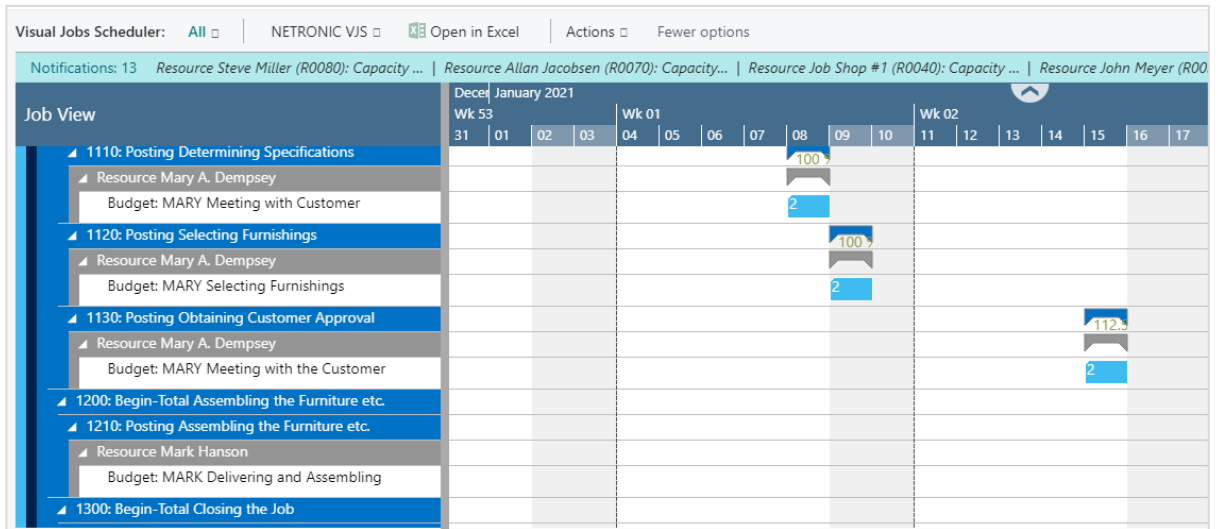 Visual Jobs Scheduler: All NETRONIC VJS Open in Excel Actions Fewer options
Notifications: 13 Resource Steve Miller (R0080): Capacity ... | Resource Allan Jacobsen (R0070): Capacity... | Resource Job Shop #1 (R0040): Capacity ... | Resource John Meyer (R00
Job View
Decer January 2021
Wk 53 Wk 01 Wk 02
31 01 02 03 04 05 06 07 08 09 10 11 12 13 14 15 16 17
1110: Posting Determining Specifications
100
Resource Mary A. Dempsey
Budget: MARY Meeting with Customer
2
1120: Posting Selecting Furnishings
100
Resource Mary A. Dempsey
Budget: MARY Selecting Furnishings
2
1130: Posting Obtaining Customer Approval
112.5
Resource Mary A. Dempsey
Budget: MARY Meeting with the Customer
2
1200: Begin-Total Assembling the Furniture etc.
1210: Posting Assembling the Furniture etc.
Resource Mark Hanson
Budget: MARK Delivering and Assembling
1300: Begin-Total Closing the Job